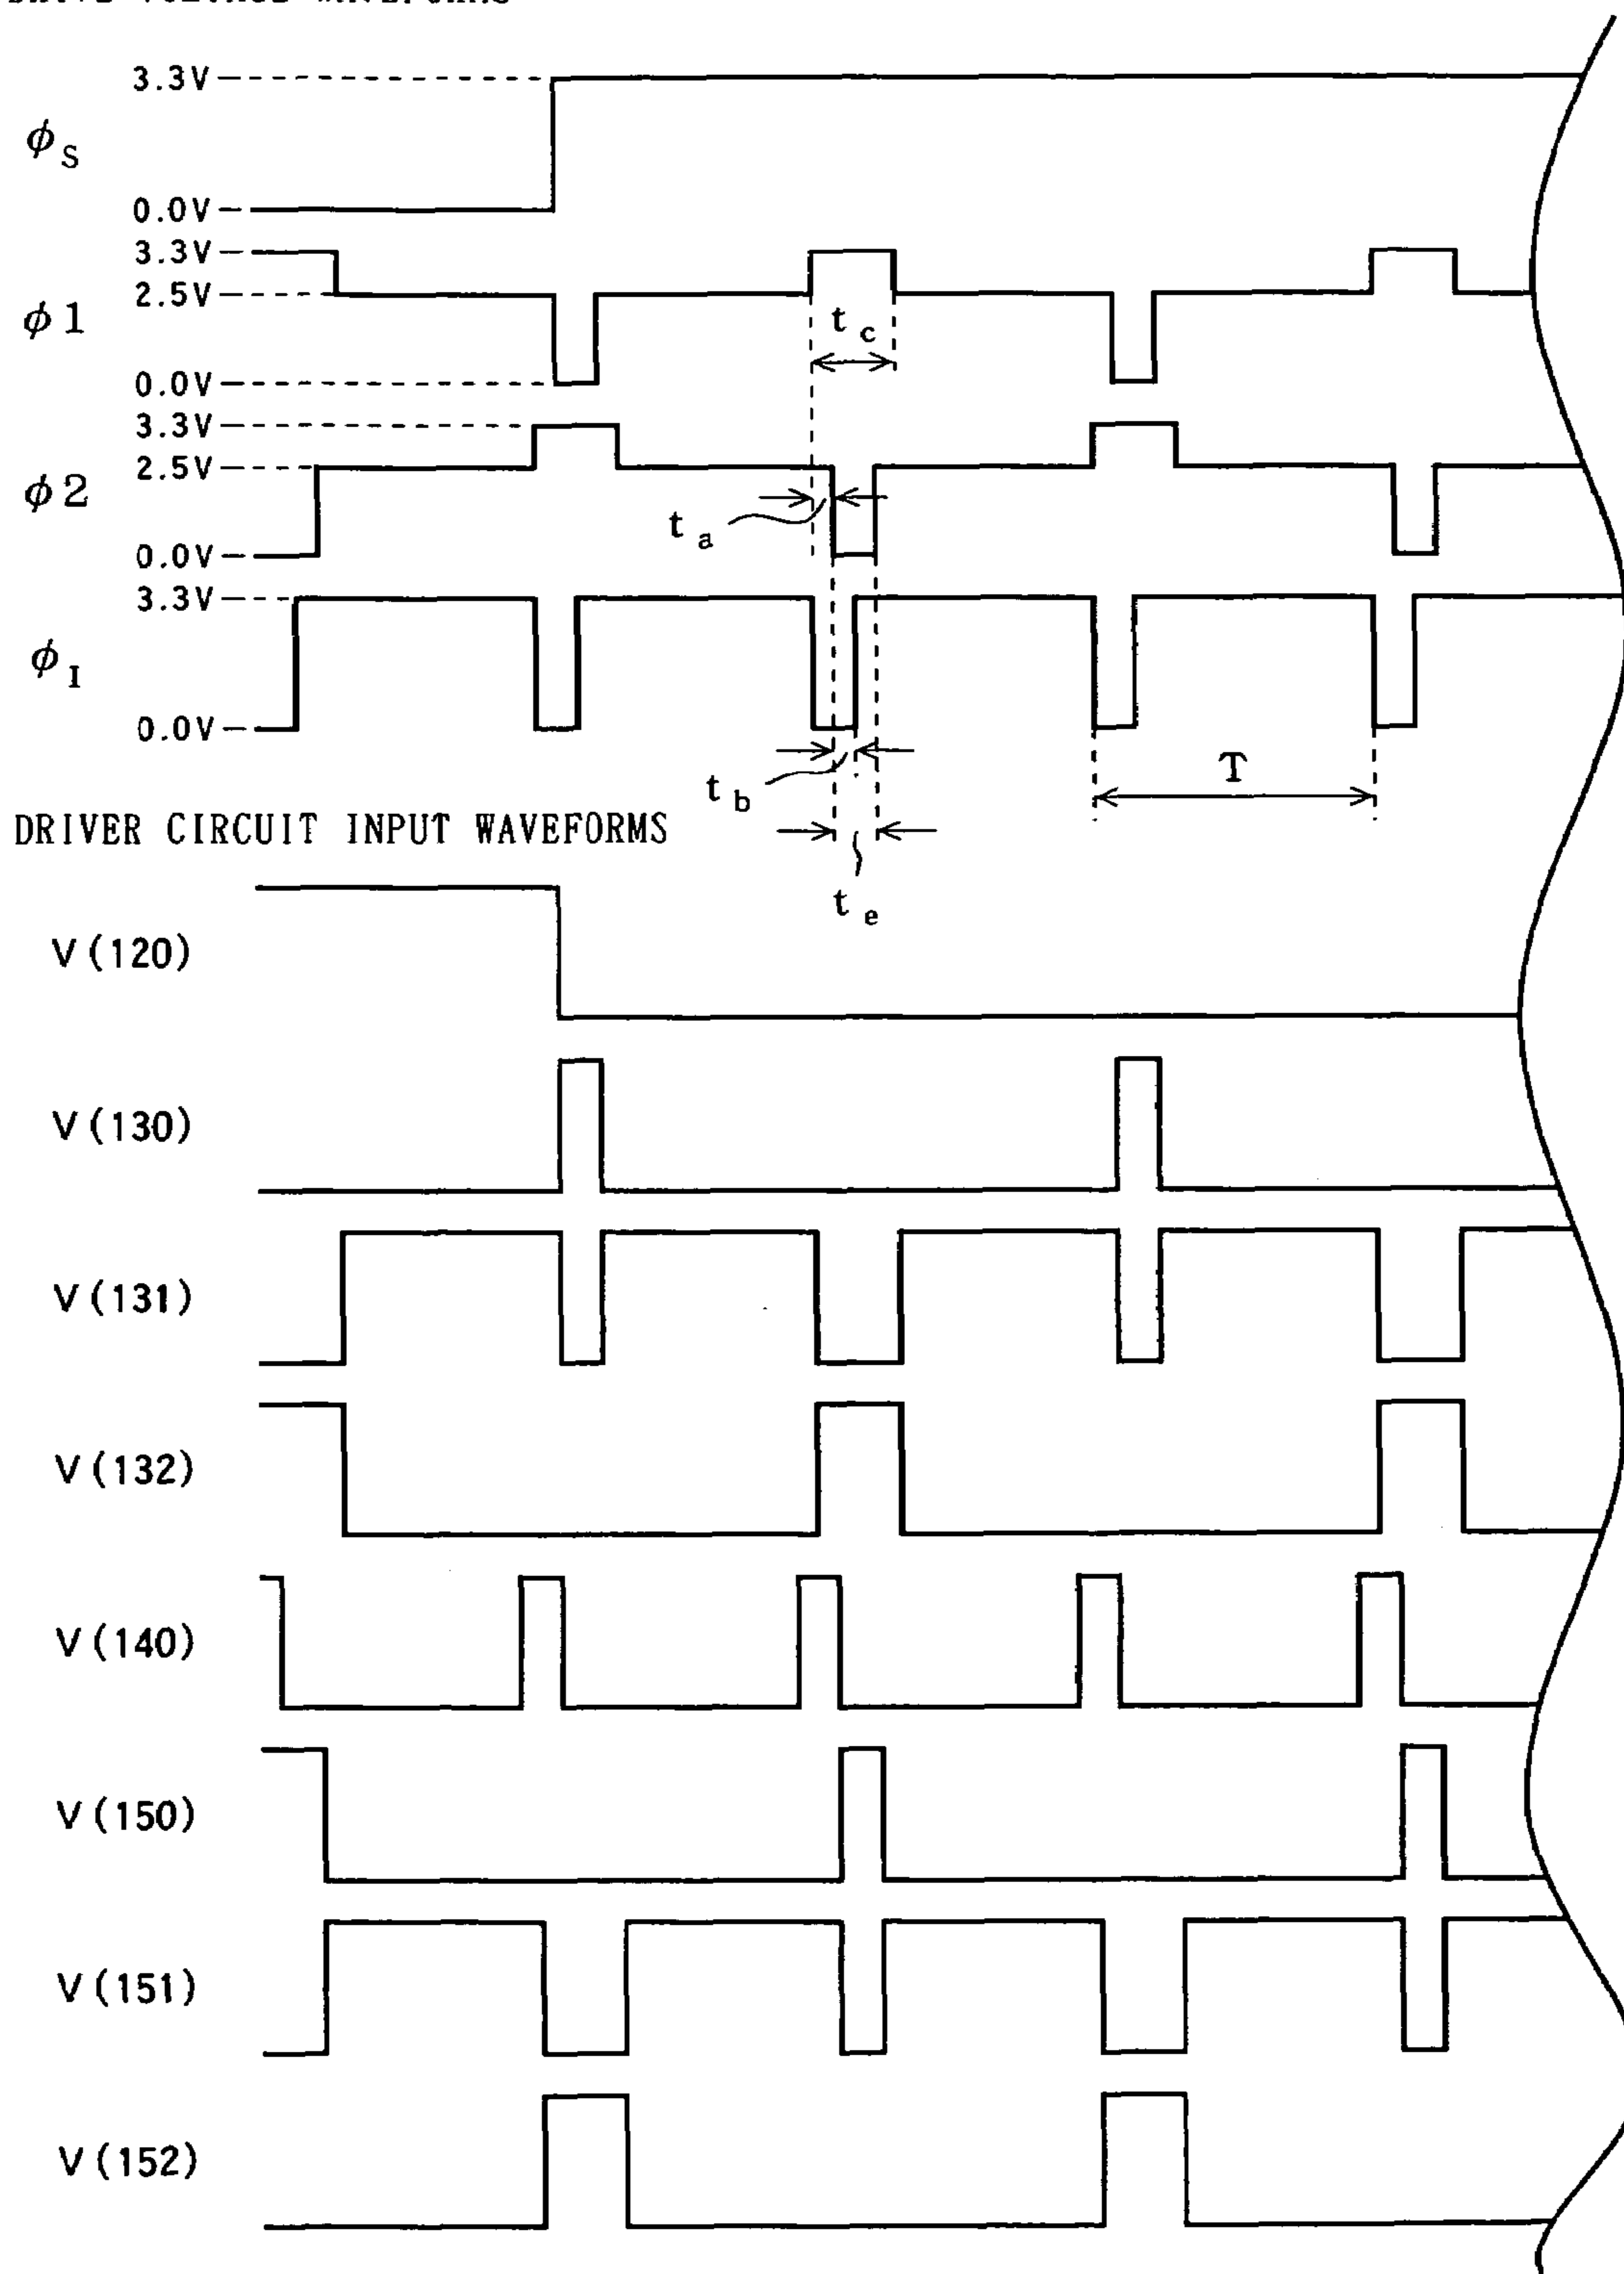 3.3V
ϕS
0.0V
3.3V
2.5V
ϕ1
tc
0.0V
3.3V
2.5V
ϕ2
ta
0.0V
3.3V
ϕI
0.0V
T
tb
DRIVER CIRCUIT INPUT WAVEFORMS
te
V(120)
V(130)
V(131)
V(132)
V(140)
V(150)
V(151)
V(152)